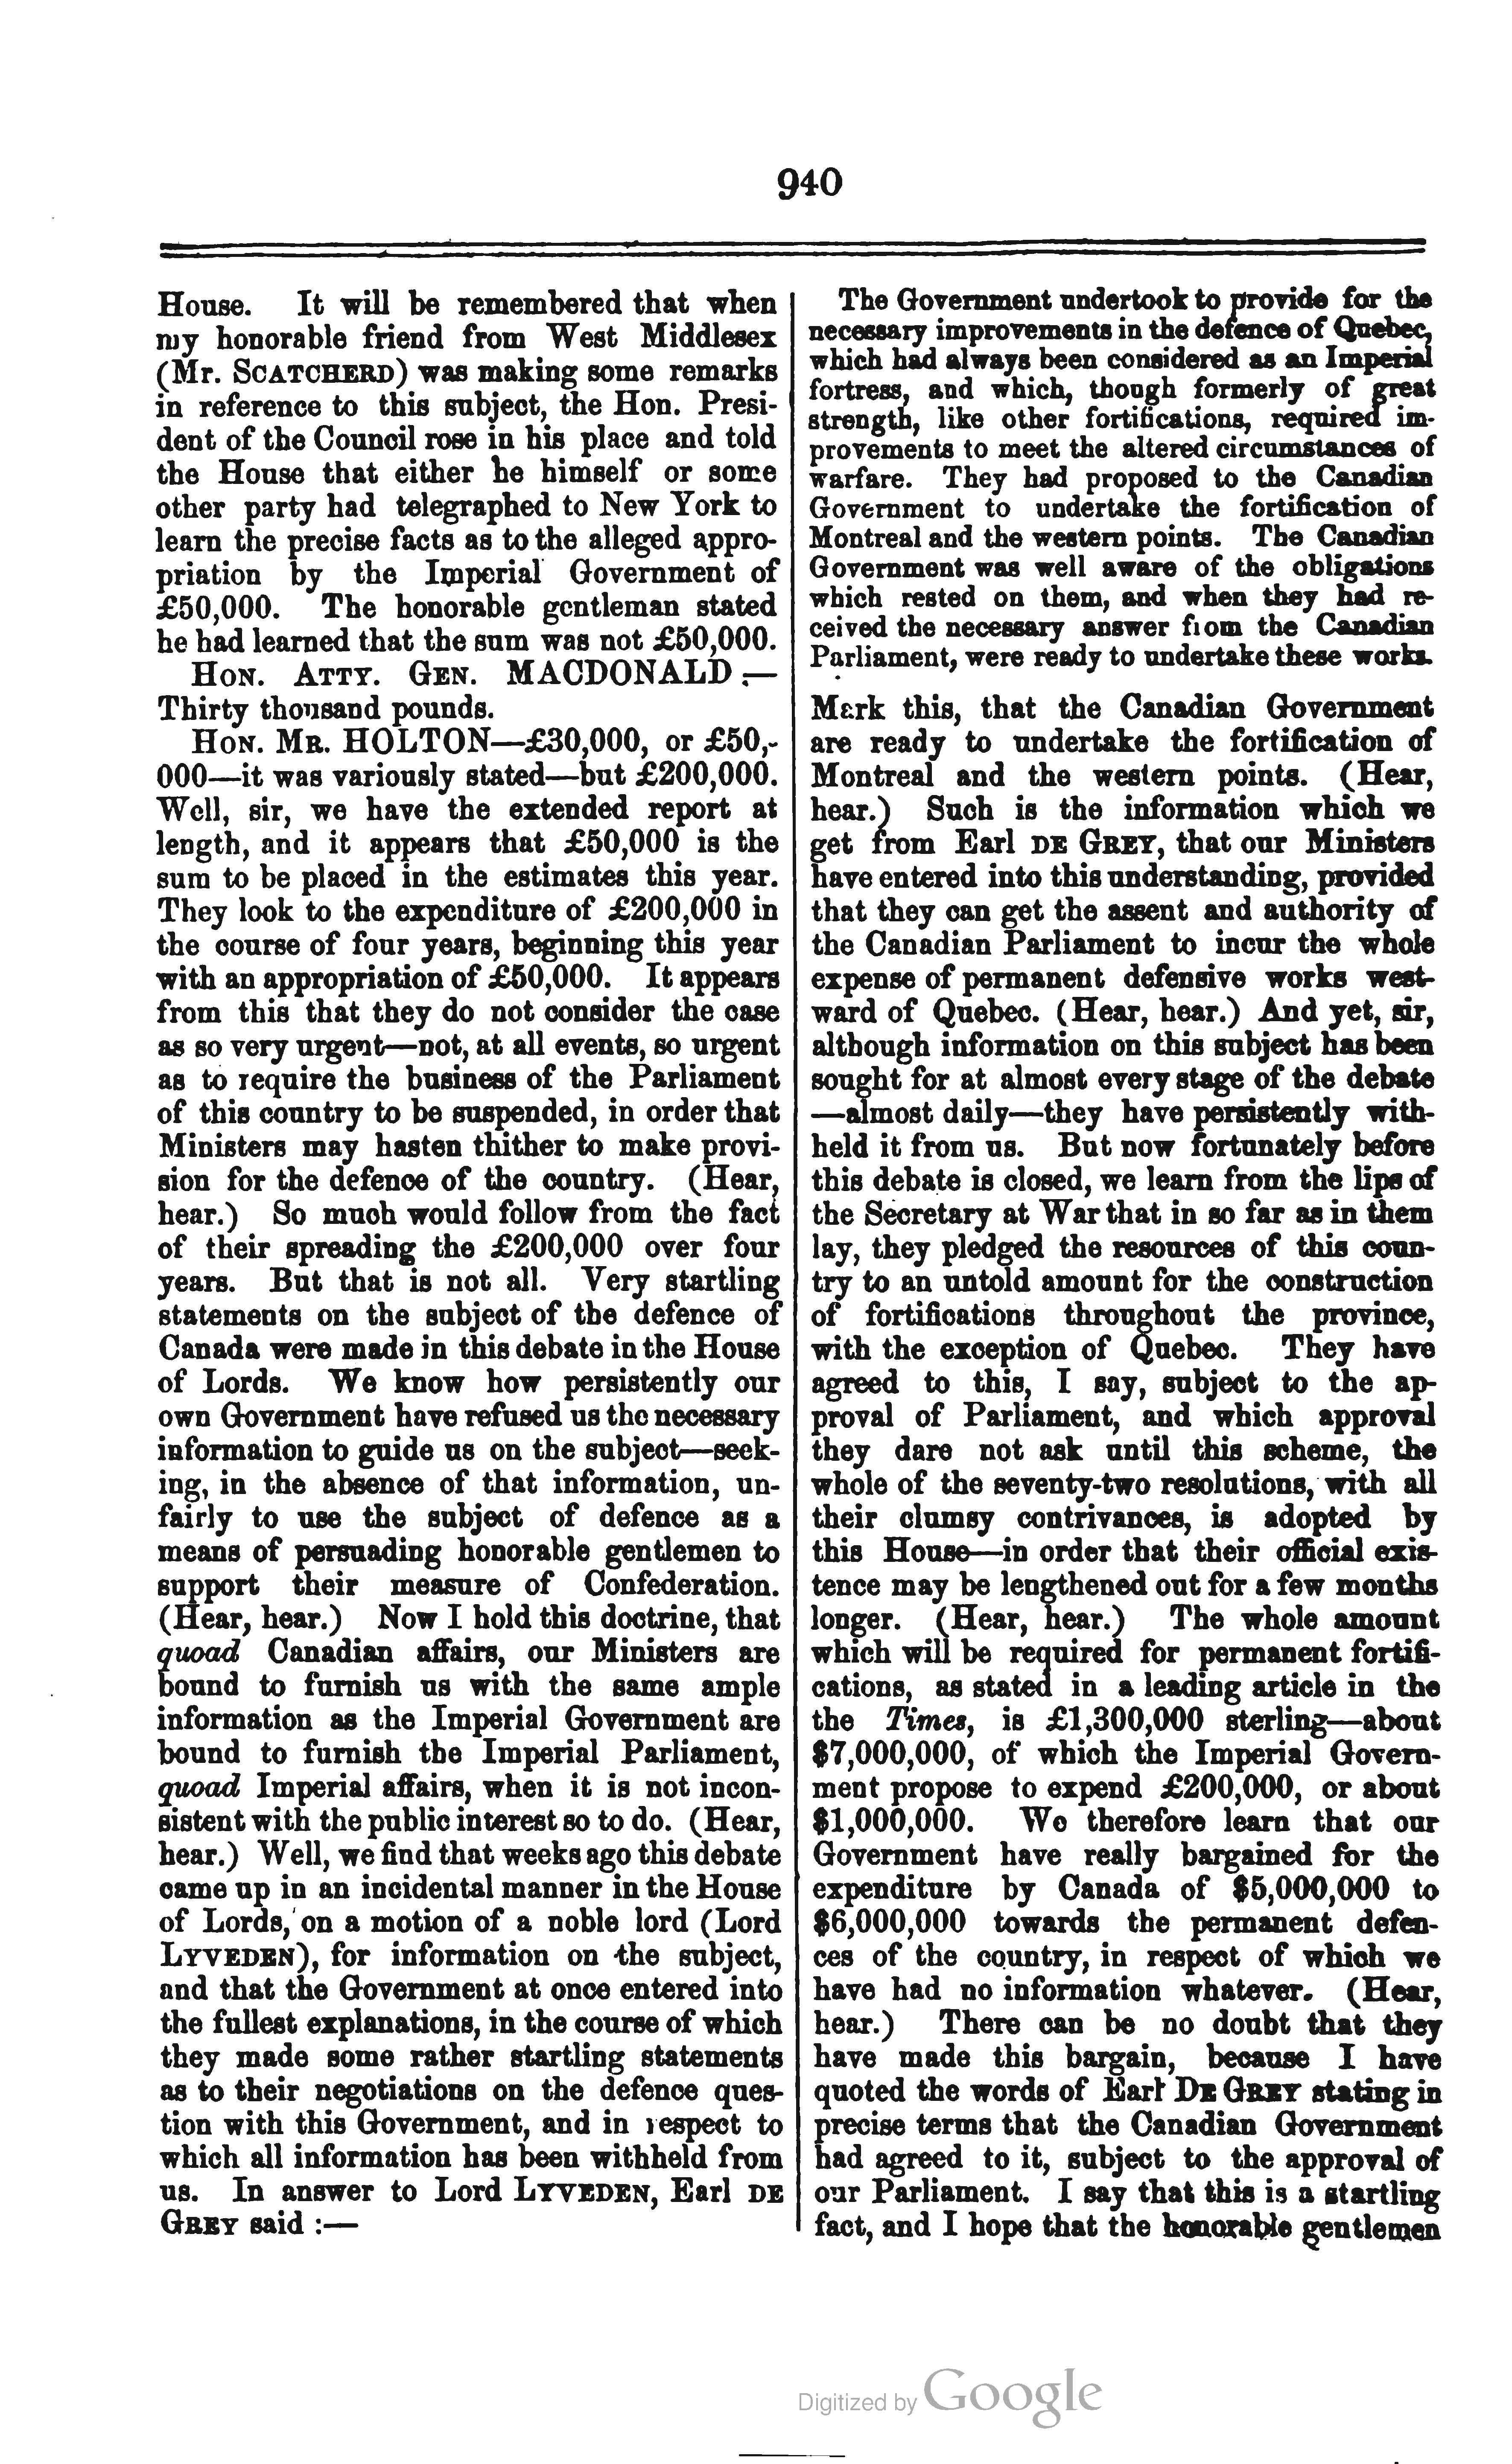 940
House. It will be remembered that when
my honorable friend from West Middlesex
(Mr. SCATCHERD) was making some remarks
in reference to this subject, the Hon. Presi-
dent of the Council rose in his place and told
the House that either he himself or some
other party had telegraphed to New York to
learn the precise facts as to the alleged appro-
priation by the Imperial Government of
£50,000. The honorable gentleman stated
he had learned that the sum was not £50,000.
HON. ATTY. GEN. MACDONALD:—
Thirty thousand pounds.
HON. MR. HOLTON—£30,000, or £50,-
000—it was variously stated—but £200,000.
Well, sir, we have the extended report at
length, and it appears that £50,000 is the
sum to be placed in the estimates this year.
They look to the expenditure of £200,000 in
the course of four years, beginning this year
with an appropriation of £50,000. It appears
from this that they do not consider the case
as so very urgent—not, at all events, so urgent
as to require the business of the Parliament
of this country to be suspended, in order that
Ministers may hasten thither to make provi-
sion for the defence of the country. (Hear,
hear.) So much would follow from the fact
of their spreading the £200,000 over four
years. But that is not all. Very startling
statements on the subject of the defence of
Canada were made in this debate in the House
of Lords. We know how persistently our
own Government have refused us the necessary
information to guide us on the subject—seek-
ing, in the absence of that information, un-
fairly to use the subject of defence as a
means of persuading honorable gentlemen to
support their measure of Confederation.
(Hear, hear.) Now I hold this doctrine, that
quoad Canadian affairs, our Ministers are
bound to furnish us with the same ample
information as the Imperial Government are
bound to furnish the Imperial Parliament,
quoad Imperial affairs, when it is not incon-
sistent with the public interest so to do. (Hear,
hear.) Well, we find that weeks ago this debate
came up in an incidental manner in the House
of Lords, on a motion of a noble lord (Lord
LYVEDEN), for information on the subject,
and that the Government at once entered into
the fullest explanations, in the course of which
they made some rather startling statements
as to their negotiations on the defence ques-
tion with this Government, and in respect to
which all information has been withheld from
us. In answer to Lord LYVEDEN, Earl DE
GREY said :—
The Government undertook to provide for the
necessary improvements in the defence of Quebec,
which had always been considered as an Imperial
fortress, and which, though formerly of great
strength, like other fortifications, required im-
provements to meet the altered circumstances of
warfare. They had proposed to the Canadian
Government to undertake the fortification of
Montreal and the western points. The Canadian
Government was well aware of the obligations
which rested on them, and when they had re-
ceived the necessary answer from the Canadian
Parliament, were ready to undertake these works.
Mark this, that the Canadian Government
are ready to undertake the fortification of
Montreal and the western points. (Hear,
hear.) Such is the information which we
get from Earl DE GREY, that our Ministers
have entered into this understanding, provided
that they can get the assent and authority of
the Canadian Parliament to incur the whole
expense of permanent defensive works west-
ward of Quebec. (Hear, hear.) And yet, sir,
although information on this subject has been
sought for at almost every stage of the debate
—almost daily—they have persistently with-
held it from us. But now fortunately before
this debate is closed, we learn from the lips of
the Secretary at War that in so far as in them
lay, they pledged the resources of this coun-
try to an untold amount for the construction
of fortifications throughout the province,
with the exception of Quebec. They have
agreed to this, I say, subject to the ap-
proval of Parliament, and which approval
they dare not ask until this scheme, the
whole of the seventy-two resolutions, with all
their clumsy contrivances, is adopted by
this House—in order that their official exis-
tence may be lengthened out for a few months
longer. (Hear, hear.) The whole amount
which will be required for permanent fortifi-
cations, as stated in a leading article in the
the Times, is £1,300,000 sterling—about
$7,000,000, of which the Imperial Govern-
ment propose to expend £200,000, or about
$1,000,000. We therefore learn that our
Government have really bargained for the
expenditure by Canada of $5,000,000 to
$6,000,000 towards the permanent defen-
ces of the country, in respect of which we
have had no information whatever. (Hear,
hear.) There can be no doubt that they
have made this bargain, because I have
quoted the words of Earl DE GREY stating in
precise terms that the Canadian Government
had agreed to it, subject to the approval of
our Parliament. I say that this is a startling
fact, and I hope that the honorable gentlemen
Digitized by Google